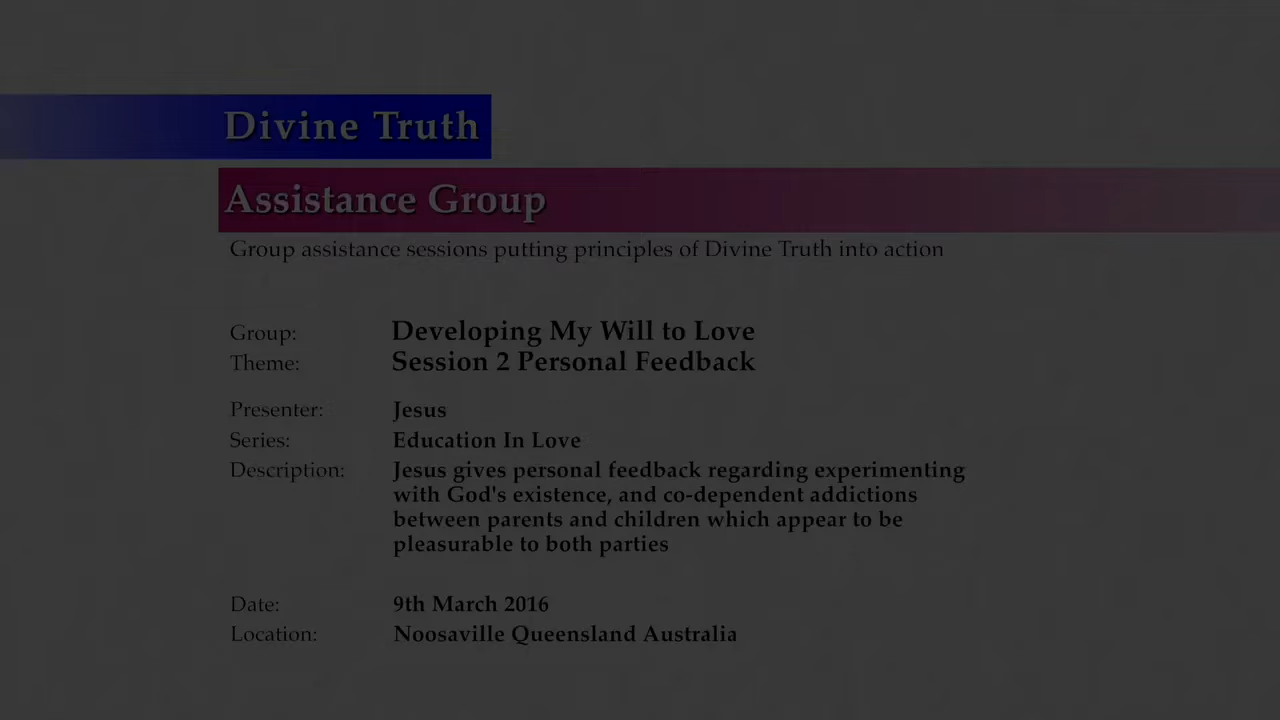 Divine Truth
Assistance Group
Group assistance sessions putting principles of Divine Truth into action
Group: Developing My Will to Love
Theme: Session 2 Personal Feedback
Presenter: Jesus
Series: Education In Love
Description: Jesus gives personal feedback regarding experimenting
with God's existence, and co-dependent addictions
between parents and children which appear to be
pleasurable to both parties
Date: 9th March 2016
Location: Noosaville Queensland Australia